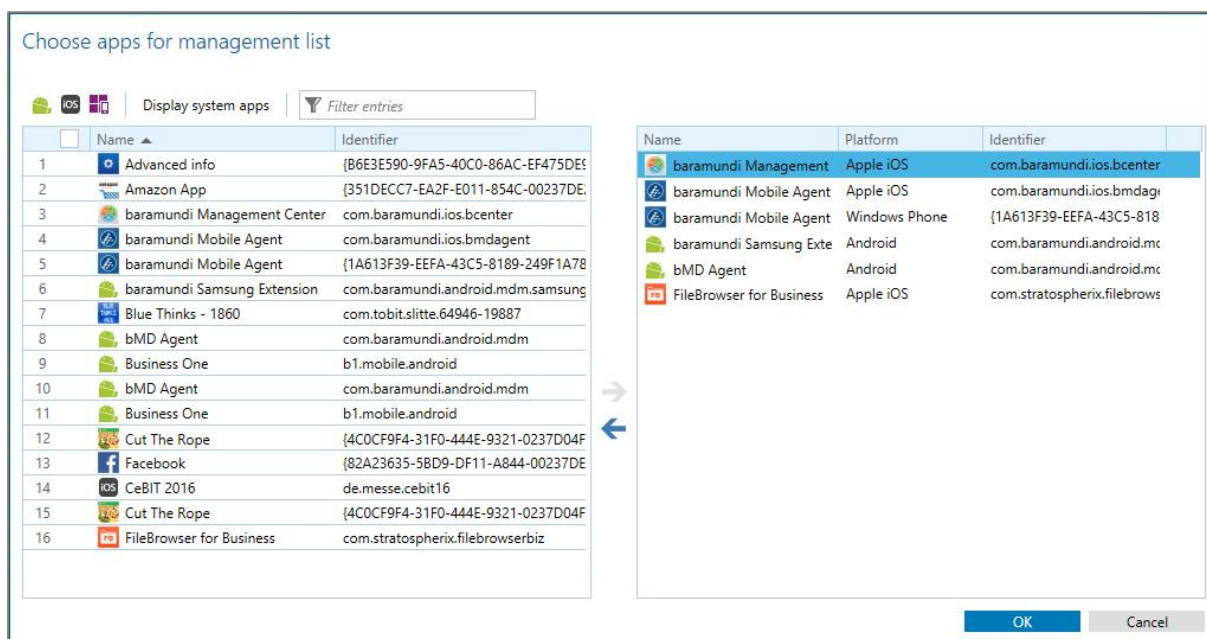 Choose apps for management list
iOS Display system apps Filter entries
Name Identifier
1 Advanced info {B6E3E590-9FA5-40C0-86AC-EF475DE9
2 Amazon App {351DECC7-EA2F-E011-854C-00237DE
3 baramundi Management Center com.baramundi.ios.bcenter
4 baramundi Mobile Agent com.baramundi.ios.bmdagent
5 baramundi Mobile Agent {1A613F39-EEFA-43C5-8189-249F1A78
6 baramundi Samsung Extension com.baramundi.android.mdm.samsung
7 Blue Thinks - 1860 com.tobit.slitte.64946-19887
8 bMD Agent com.baramundi.android.mdm
9 Business One b1.mobile.android
10 bMD Agent com.baramundi.android.mdm
11 Business One b1.mobile.android
12 Cut The Rope {4C0CF9F4-31F0-444E-9321-0237D04F
13 Facebook {82A23635-5BD9-DF11-A844-00237DE
14 iOS CeBIT 2016 de.messe.cebit16
15 Cut The Rope {4C0CF9F4-31F0-444E-9321-0237D04F
16 FileBrowser for Business com.stratospherix.filebrowserbiz
Name Platform Identifier
baramundi Management Apple iOS com.baramundi.ios.bcenter
baramundi Mobile Agent Apple iOS com.baramundi.ios.bmdage
baramundi Mobile Agent Windows Phone {1A613F39-EEFA-43C5-818
baramundi Samsung Exte Android com.baramundi.android.mc
bMD Agent Android com.baramundi.android.mc
FileBrowser for Business Apple iOS com.stratospherix.filebrows
OK Cancel